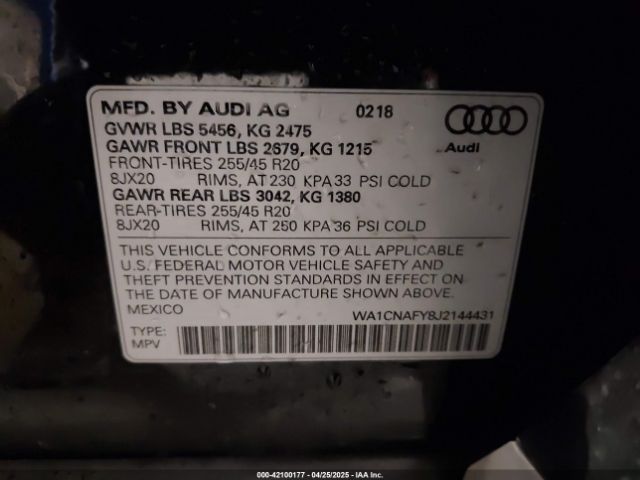 MFD. BY AUDI AG 0218
GVWR LBS 5456, KG 2475
GAWR FRONT LBS 2679, KG 1215
Audi
FRONT-TIRES 255/45 R20
8JX20 RIMS, AT 230 KPA 33 PSI COLD
GAWR REAR LBS 3042, KG 1380
REAR-TIRES 255/45 R20
8JX20 RIMS, AT 250 KPA 36 PSI COLD
THIS VEHICLE CONFORMS TO ALL APPLICABLE
U.S. FEDERAL MOTOR VEHICLE SAFETY AND
THEFT PREVENTION STANDARDS IN EFFECT ON
THE DATE OF MANUFACTURE SHOWN ABOVE.
MEXICO WA1CNAFY8J2144431
TYPE:
MPV
000-42100177 - 04/25/2025 - IAAI.COM